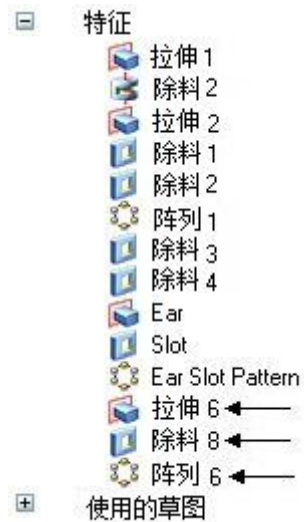 特征
拉伸 1
除料 2
拉伸 2
除料 1
除料 2
阵列 1
除料 3
除料 4
Ear
Slot
Ear Slot Pattern
拉伸 6
除料 8
阵列 6
使用的草图